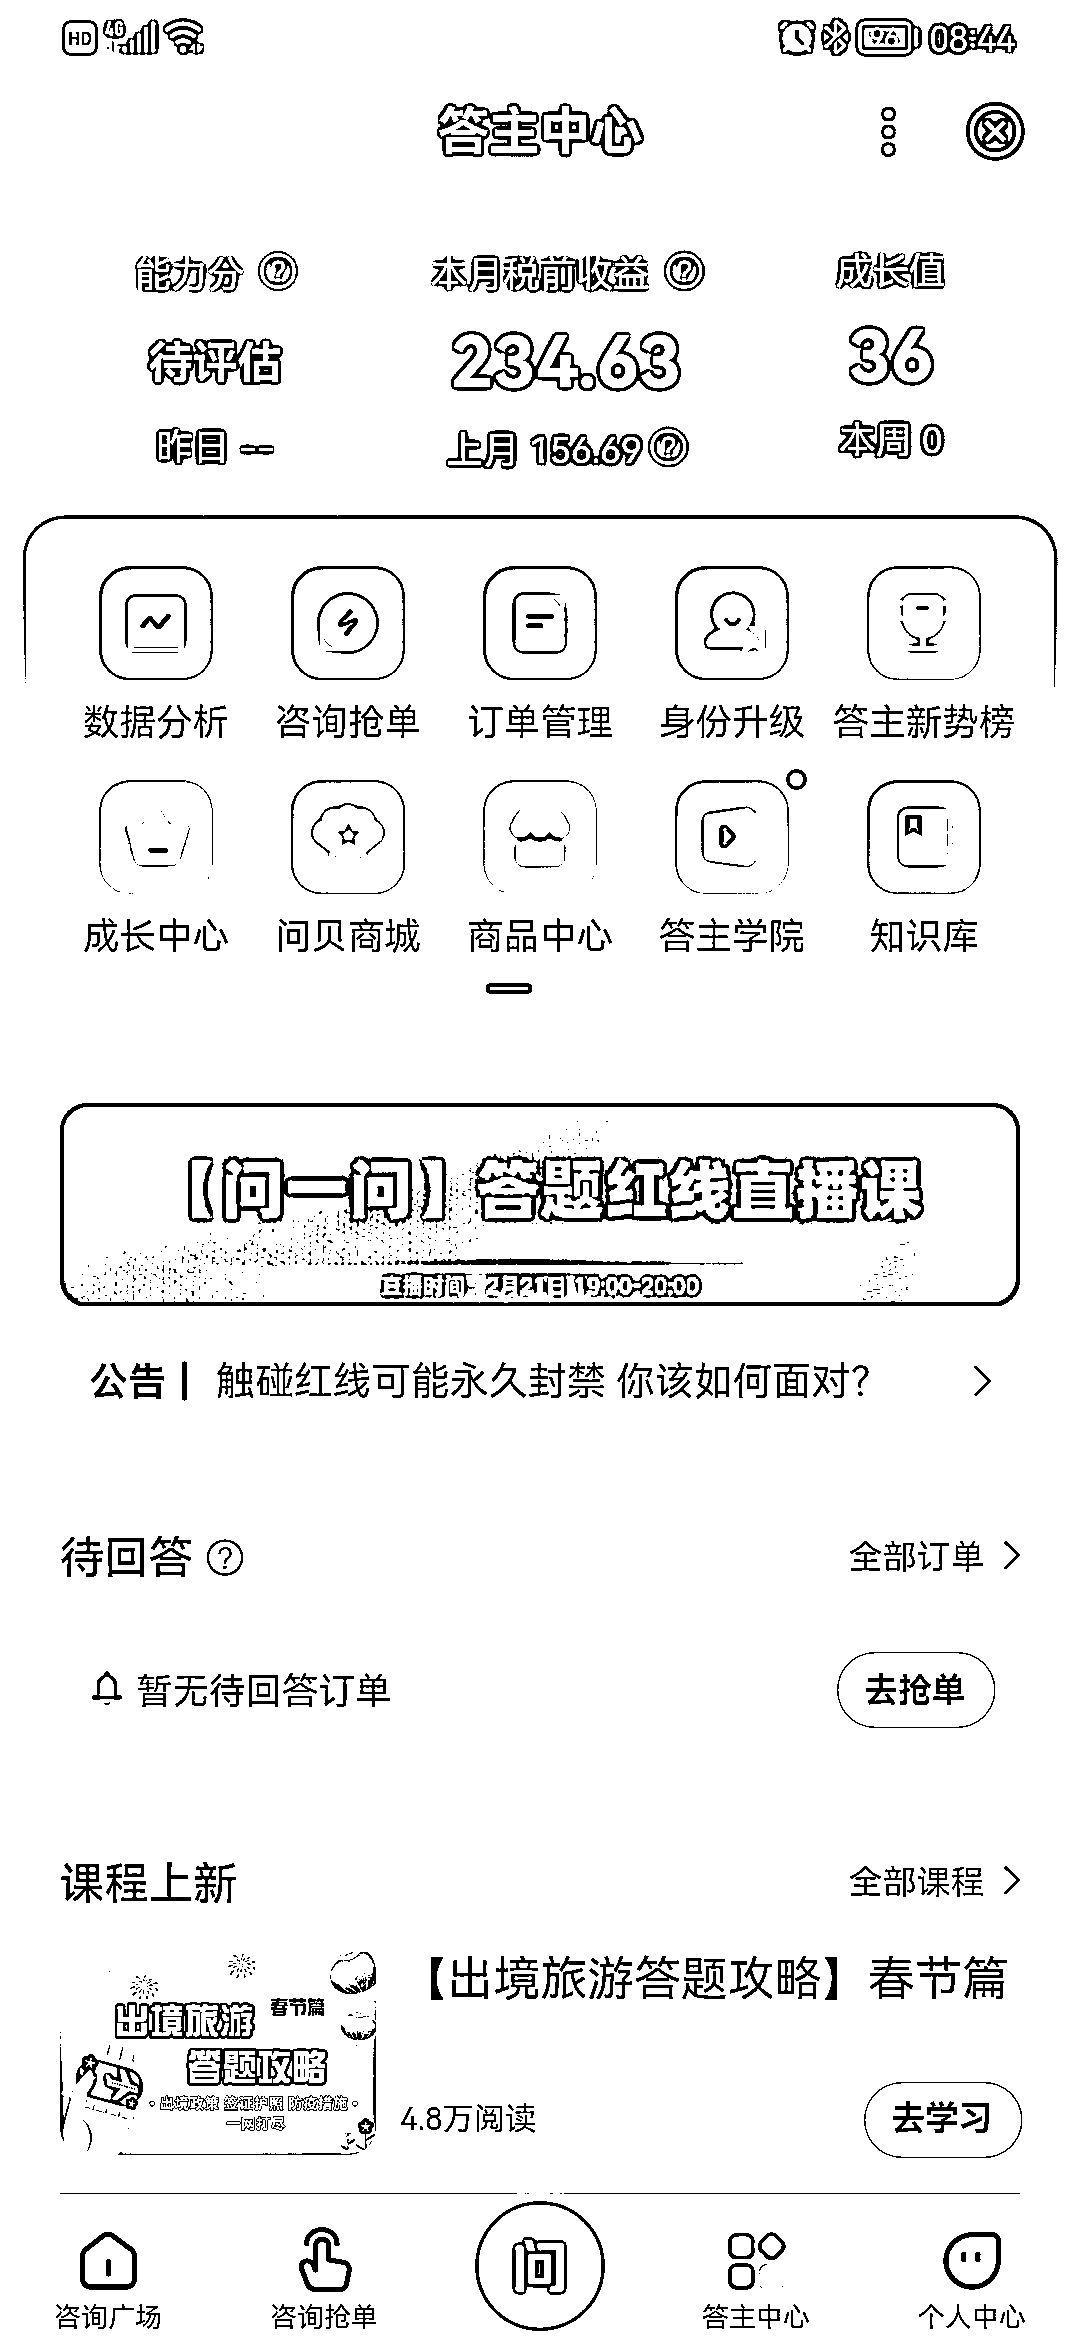 HD 4G 96 08:44
答主中心
能力分 本月税前收益 成长值
待评估 234.63 36
昨日 -- 上月 156.69 本周 0
数据分析 咨询抢单 订单管理 身份升级 答主新势榜
成长中心 问贝商城 商品中心 答主学院 知识库
【问一问】答题红线直播课
直播时间:2月21日19:00-20:00
公告 | 触碰红线可能永久封禁 你该如何面对?
待回答 全部订单
暂无待回答订单 去抢单
课程上新 全部课程
【出境旅游答题攻略】春节篇
出境旅游 春节篇
答题攻略
·出境政策 签证护照 防疫措施·
一网打尽
4.8万阅读 去学习
问
咨询广场 咨询抢单 答主中心 个人中心